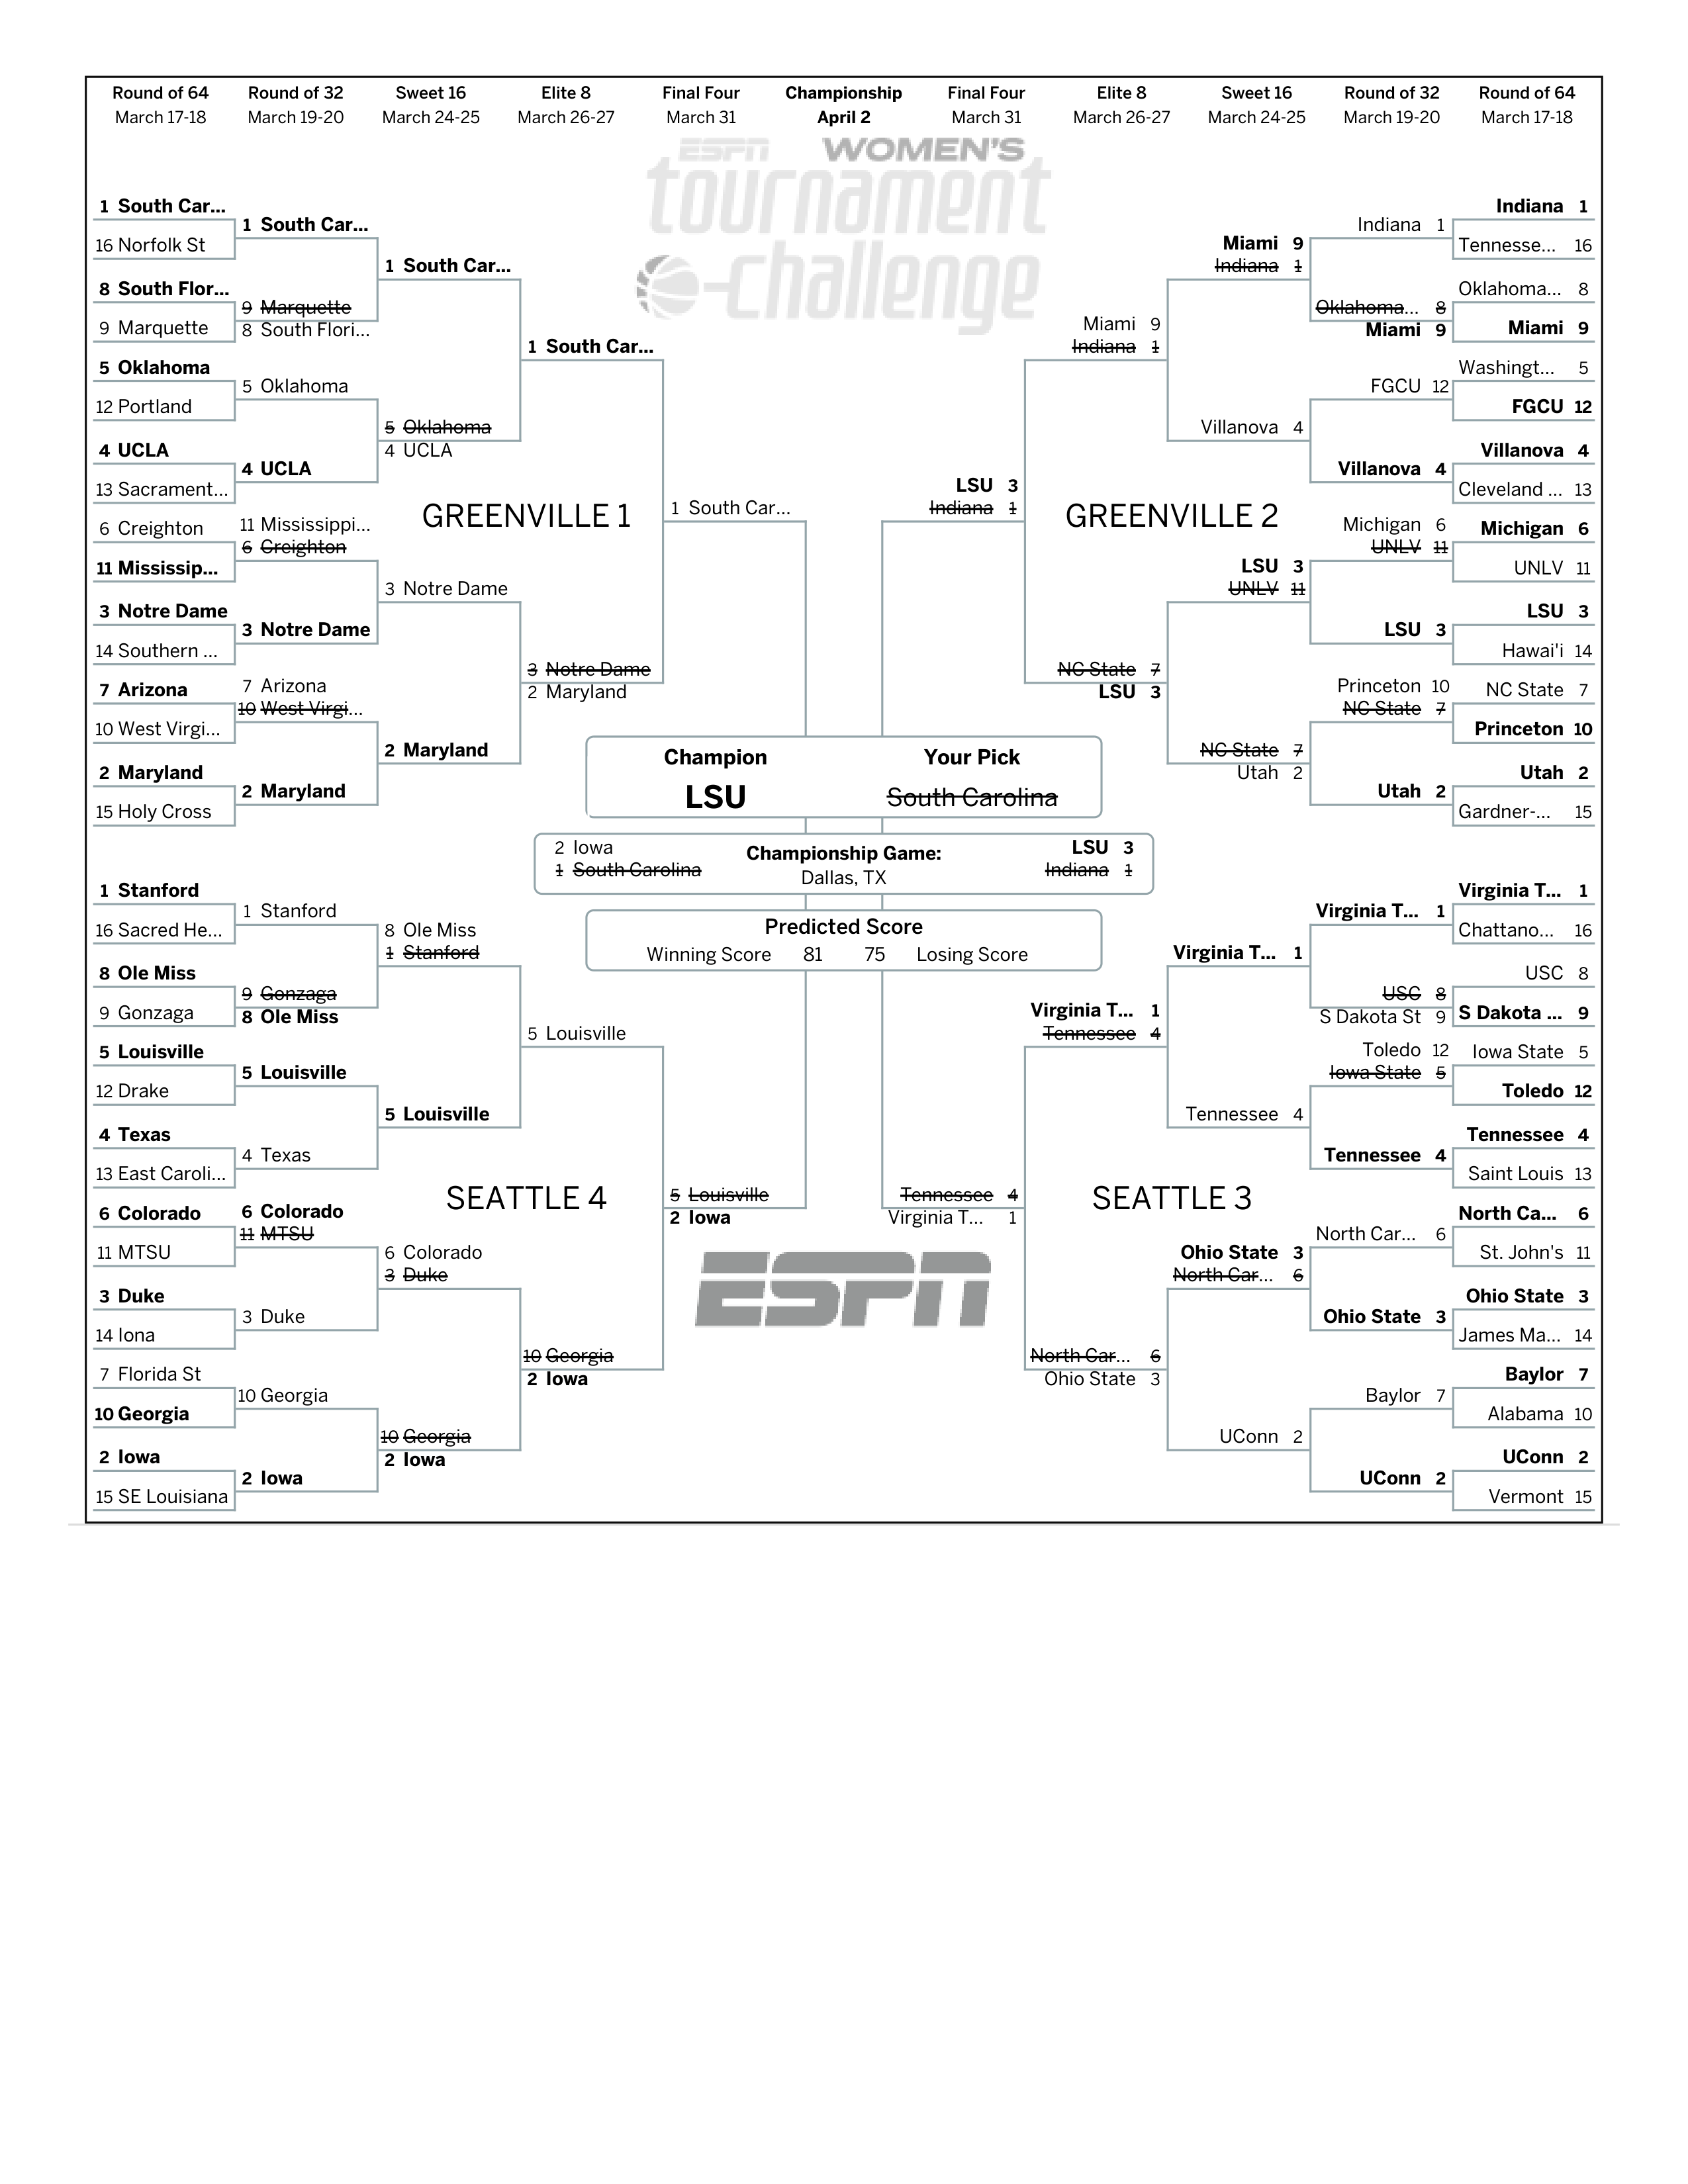 Round of 64 Round of 32 Sweet 16 Elite 8 Final Four Championship Final Four Elite 8 Sweet 16 Round of 32 Round of 64
March 17-18 March 19-20 March 24-25 March 26-27 March 31 April 2 March 31 March 26-27 March 24-25 March 19-20 March 17-18
ESPN WOMEN'S
tournament
challenge
1 South Car...
16 Norfolk St
8 South Flor...
9 Marquette
5 Oklahoma
12 Portland
4 UCLA
13 Sacrament...
6 Creighton
11 Mississip...
3 Notre Dame
14 Southern ...
7 Arizona
10 West Virgi...
2 Maryland
15 Holy Cross
1 South Car...
9 Marquette
8 South Flori...
5 Oklahoma
4 UCLA
11 Mississippi...
6 Creighton
3 Notre Dame
7 Arizona
10 West Virgi...
2 Maryland
1 South Car...
5 Oklahoma
4 UCLA
3 Notre Dame
2 Maryland
1 South Car...
3 Notre Dame
2 Maryland
1 South Car...
GREENVILLE 1
LSU 3
Indiana 1
GREENVILLE 2
Miami 9
Indiana 1
NC State 7
LSU 3
Miami 9
Indiana 1
Villanova 4
LSU 3
UNLV 11
NC State 7
Utah 2
Indiana 1
Oklahoma... 8
Miami 9
FGCU 12
Villanova 4
Michigan 6
UNLV 11
LSU 3
Princeton 10
NC State 7
Utah 2
Indiana 1
Tennesse... 16
Oklahoma... 8
Miami 9
Washingt... 5
FGCU 12
Villanova 4
Cleveland ... 13
Michigan 6
UNLV 11
LSU 3
Hawai'i 14
NC State 7
Princeton 10
Utah 2
Gardner-... 15
Champion Your Pick
LSU South Carolina
2 Iowa
1 South Carolina
Championship Game:
Dallas, TX
LSU 3
Indiana 1
Predicted Score
Winning Score 81 75 Losing Score
1 Stanford
16 Sacred He...
8 Ole Miss
9 Gonzaga
5 Louisville
12 Drake
4 Texas
13 East Caroli...
6 Colorado
11 MTSU
3 Duke
14 Iona
7 Florida St
10 Georgia
2 Iowa
15 SE Louisiana
1 Stanford
9 Gonzaga
8 Ole Miss
5 Louisville
4 Texas
6 Colorado
11 MTSU
3 Duke
10 Georgia
2 Iowa
8 Ole Miss
1 Stanford
5 Louisville
6 Colorado
3 Duke
10 Georgia
2 Iowa
5 Louisville
10 Georgia
2 Iowa
SEATTLE 4
5 Louisville
2 Iowa
Tennessee 4
Virginia T... 1
SEATTLE 3
ESPN
Virginia T... 1
Tennessee 4
North Car... 6
Ohio State 3
Virginia T... 1
Tennessee 4
Ohio State 3
North Car... 6
UConn 2
Virginia T... 1
USC 8
S Dakota St 9
Toledo 12
Iowa State 5
Tennessee 4
North Car... 6
Ohio State 3
Baylor 7
UConn 2
Virginia T... 1
Chattano... 16
USC 8
S Dakota ... 9
Iowa State 5
Toledo 12
Tennessee 4
Saint Louis 13
North Ca... 6
St. John's 11
Ohio State 3
James Ma... 14
Baylor 7
Alabama 10
UConn 2
Vermont 15